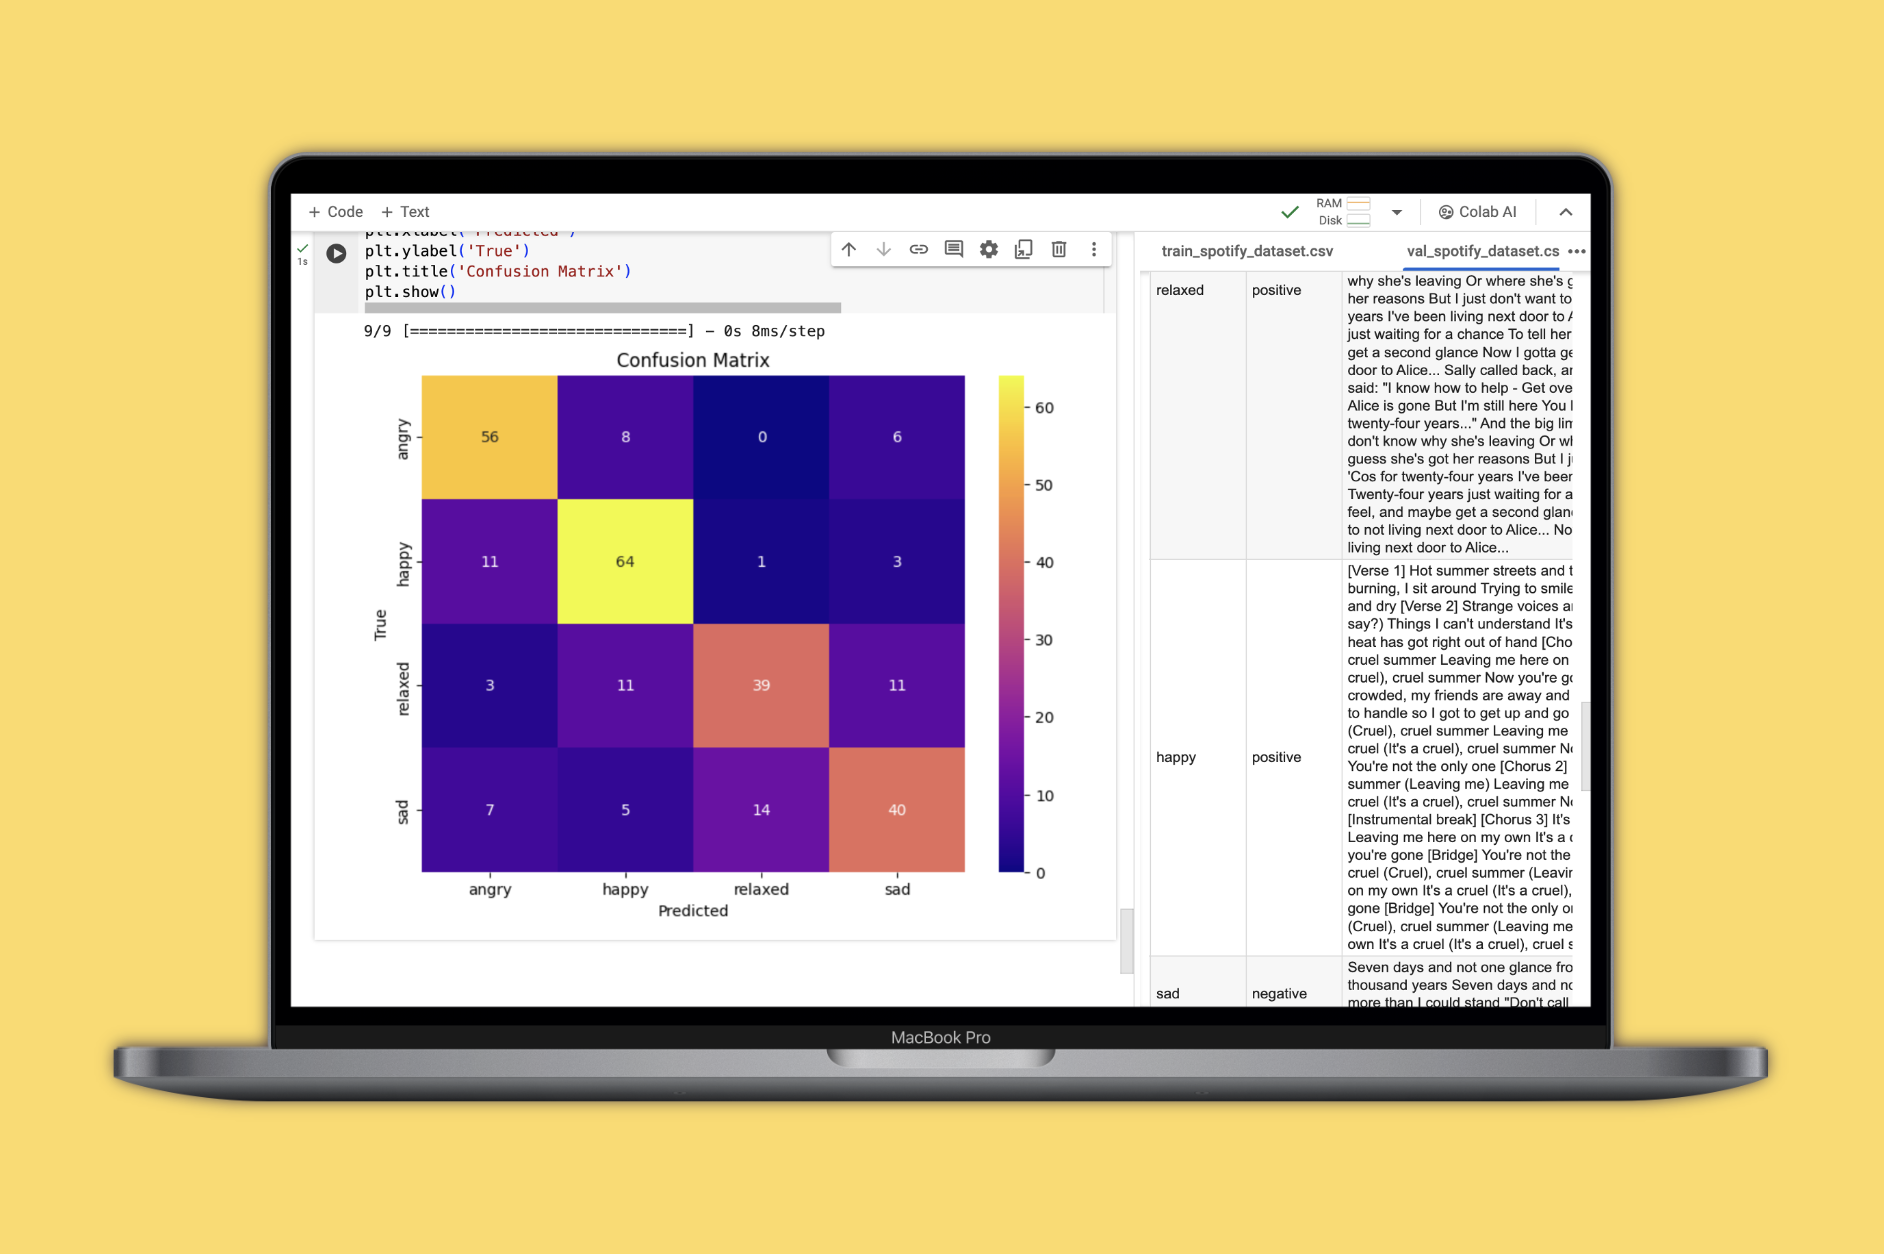 + Code + Text
RAM
Disk
Colab AI
plt.xlabel('Predicted')
1s
plt.ylabel('True')
plt.title('Confusion Matrix')
plt.show()
9/9 [==============================] - 0s 8ms/step
Confusion Matrix
angry 56 8 0 6
happy 11 64 1 3
relaxed 3 11 39 11
sad 7 5 14 40
True
angry happy relaxed sad
Predicted
60
50
40
30
20
10
0
train_spotify_dataset.csv val_spotify_dataset.cs
relaxed positive
why she's leaving Or where she's
her reasons But I just don't want to
years I've been living next door to
just waiting for a chance To tell her
get a second glance Now I gotta
door to Alice... Sally called back,
said: "I know how to help - Get
Alice is gone But I'm still here You
twenty-four years..." And the big
don't know why she's leaving Or
guess she's got her reasons But I
'Cos for twenty-four years I've been
Twenty-four years just waiting for a
feel, and maybe get a second
to not living next door to Alice...
living next door to Alice...
happy positive
[Verse 1] Hot summer streets and
burning, I sit around Trying to smile
and dry [Verse 2] Strange voices
say?) Things I can't understand It's
heat has got right out of hand
cruel summer Leaving me here on
cruel), cruel summer Now you're
crowded, my friends are away and
to handle so I got to get up and go
(Cruel), cruel summer Leaving me
cruel (It's a cruel), cruel summer
You're not the only one [Chorus 2]
summer (Leaving me) Leaving me
cruel (It's a cruel), cruel summer
[Instrumental break] [Chorus 3] It's
Leaving me here on my own It's a
you're gone [Bridge] You're not the
cruel (Cruel), cruel summer
on my own It's a cruel (It's a cruel),
gone [Bridge] You're not the only
(Cruel), cruel summer (Leaving me
own It's a cruel (It's a cruel), cruel
sad negative
Seven days and not one glance
thousand years Seven days and
more than I could stand "Don't call
MacBook Pro